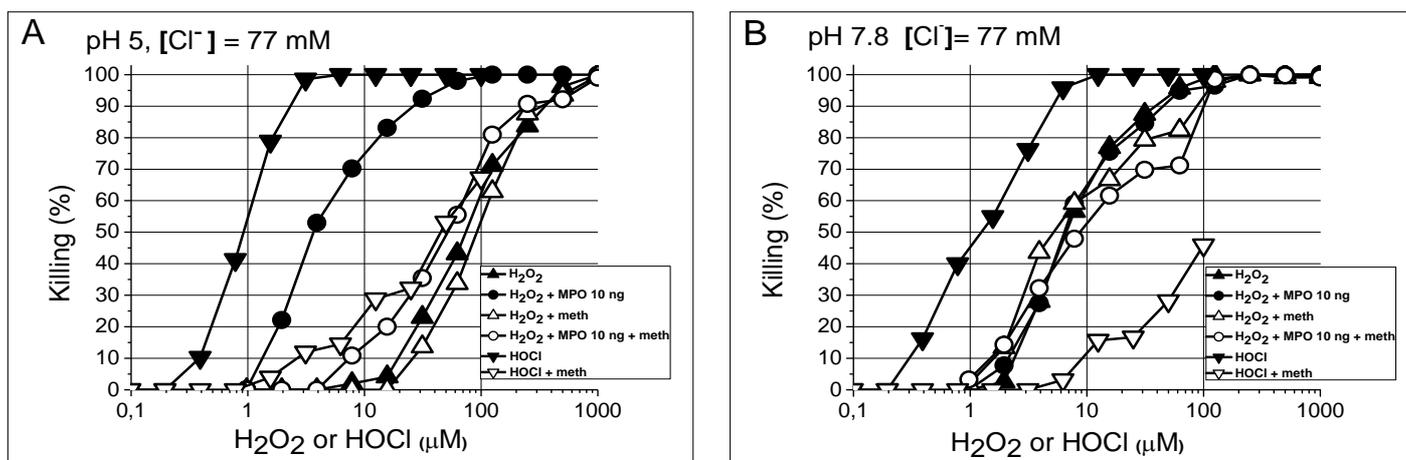 A
pH 5, [Cl⁻] = 77 mM
100
90
80
70
60
50
40
30
20
10
0
Killing (%)
0,1 1 10 100 1000
H₂O₂ or HOCl (μM)
H₂O₂
H₂O₂ + MPO 10 ng
H₂O₂ + meth
H₂O₂ + MPO 10 ng + meth
HOCl
HOCl + meth
B
pH 7.8 [Cl⁻]= 77 mM
100
90
80
70
60
50
40
30
20
10
0
Killing (%)
0,1 1 10 100 1000
H₂O₂ or HOCl (μM)
H₂O₂
H₂O₂ + MPO 10 ng
H₂O₂ + meth
H₂O₂ + MPO 10 ng + meth
HOCl
HOCl + meth